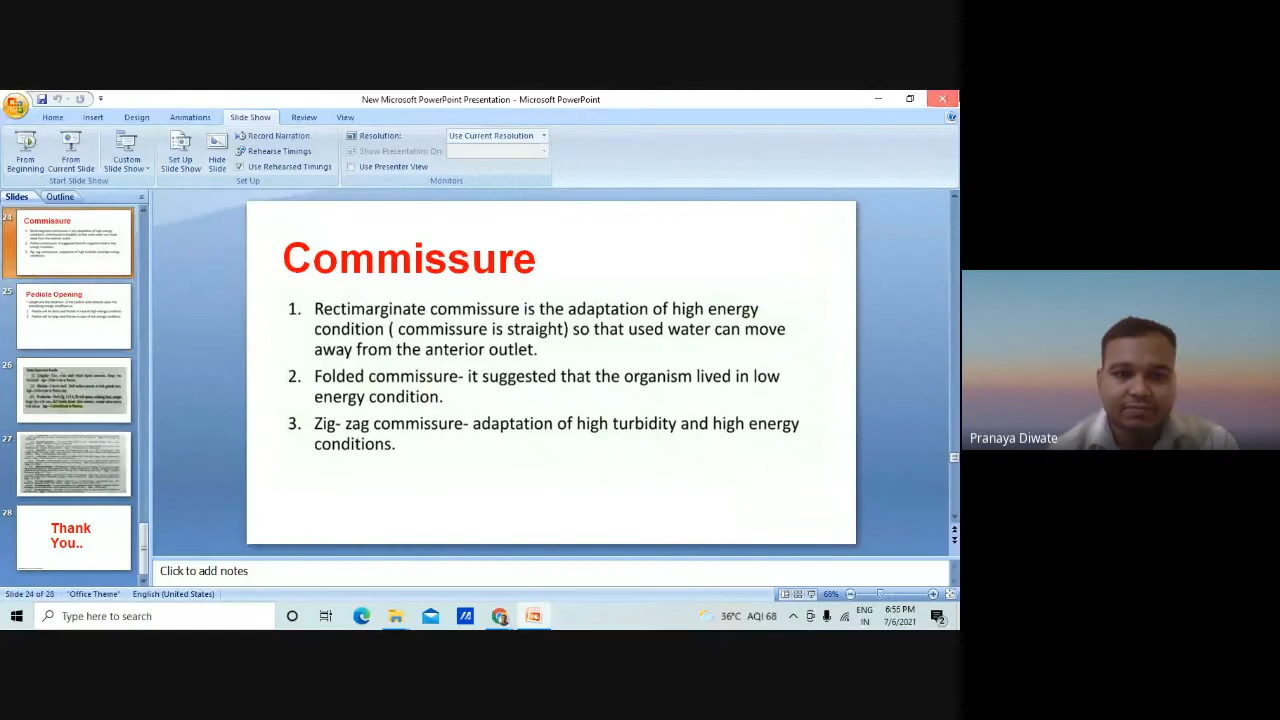 New Microsoft PowerPoint Presentation - Microsoft PowerPoint
Home Insert Design Animations Slide Show Review View
From Beginning
From Current Slide
Custom Slide Show
Start Slide Show
Set Up Slide Show
Hide Slide
Record Narration
Rehearse Timings
Use Rehearsed Timings
Set Up
Resolution: Use Current Resolution
Show Presentation On:
Use Presenter View
Monitors
Slides Outline
24
Commissure
25
Pedicle Opening
26
27
28
Thank
You..
Commissure
1. Rectimarginate commissure is the adaptation of high energy
condition ( commissure is straight) so that used water can move
away from the anterior outlet.
2. Folded commissure- it suggested that the organism lived in low
energy condition.
3. Zig- zag commissure- adaptation of high turbidity and high energy
conditions.
Click to add notes
Slide 24 of 28 "Office Theme" English (United States) 68%
Type here to search
36°C AQI 68
ENG
IN
6:55 PM
7/6/2021
2
Pranaya Diwate